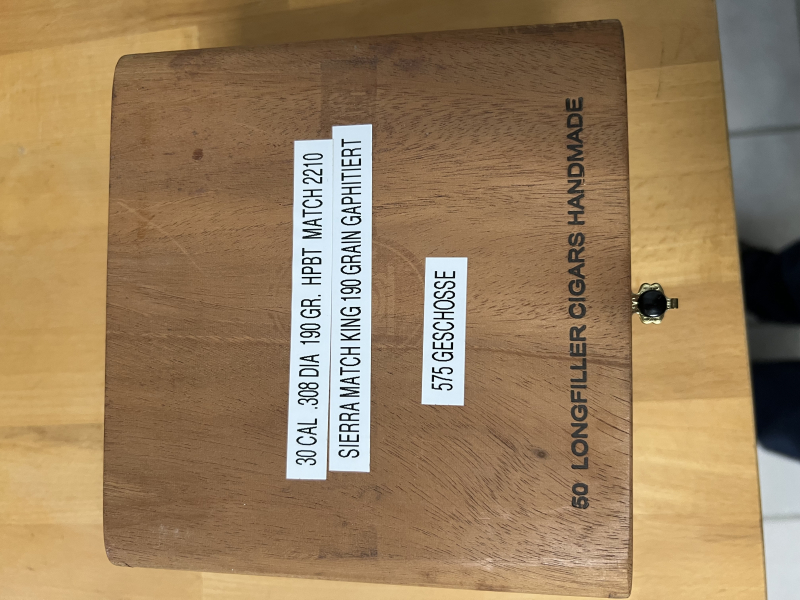 30 CAL .308 DIA 190 GR. HPBT MATCH 2210
SIERRA MATCH KING 190 GRAIN GAPHITIERT
575 GESCHOSSE
50 LONGFILLER CIGARS HANDMADE